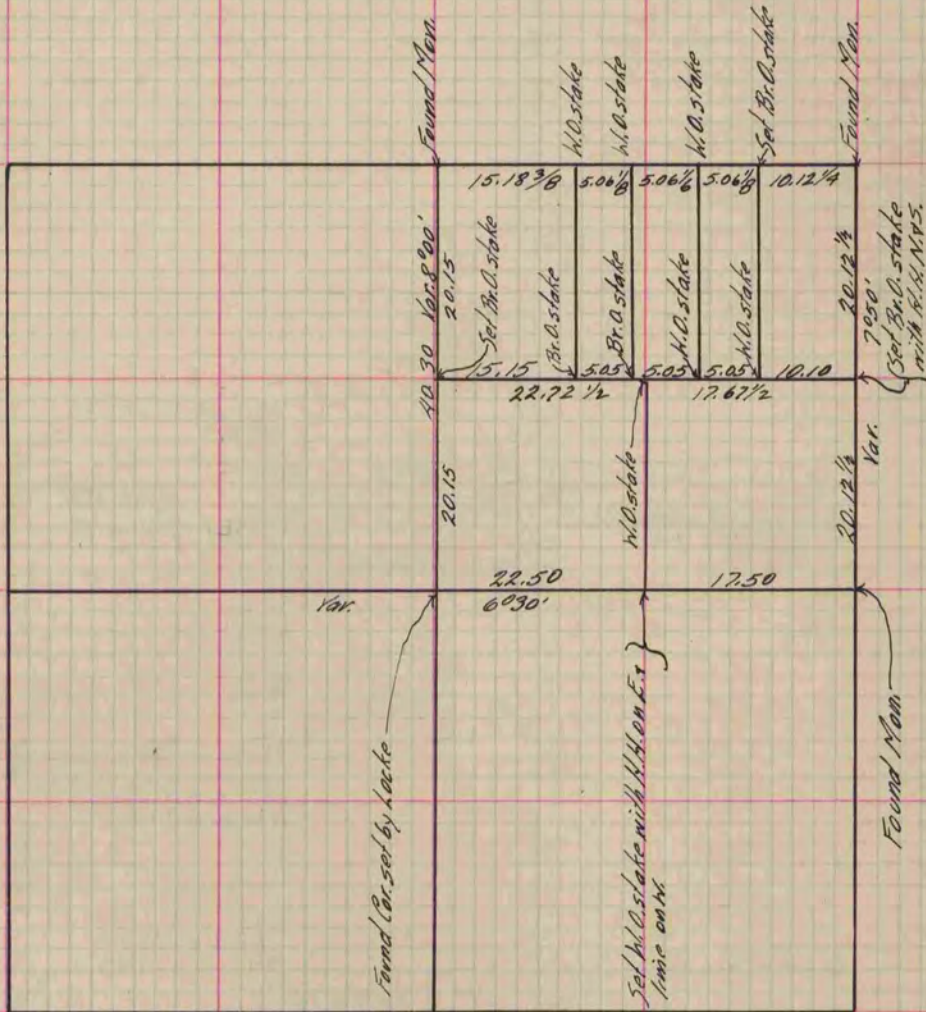 Found Mon.
W.O. stake
W.O. stake
W.O. stake
Set Br.O. stake
Found Mon.
15.18 3/8
5.06 1/8
5.06 1/6
5.06 1/8
10.12 1/4
Var. 8°00'
40.30
20.15
Set Br.O. stake
Br.O. stake
Br.O. stake
W.O. stake
W.O. stake
20.12 1/2
7°50'
(Set Br.O. stake
with H.H. N.&S.
15.15
5.05
5.05
5.05
10.10
22.72 1/2
17.67 1/2
Var.
20.15
W.O. stake
20.12 1/2
22.50
17.50
Var.
6°30'
Found Cor. set by Locke
Set W.O. stake with H.H. on E. &
line on W.
Found Mon.